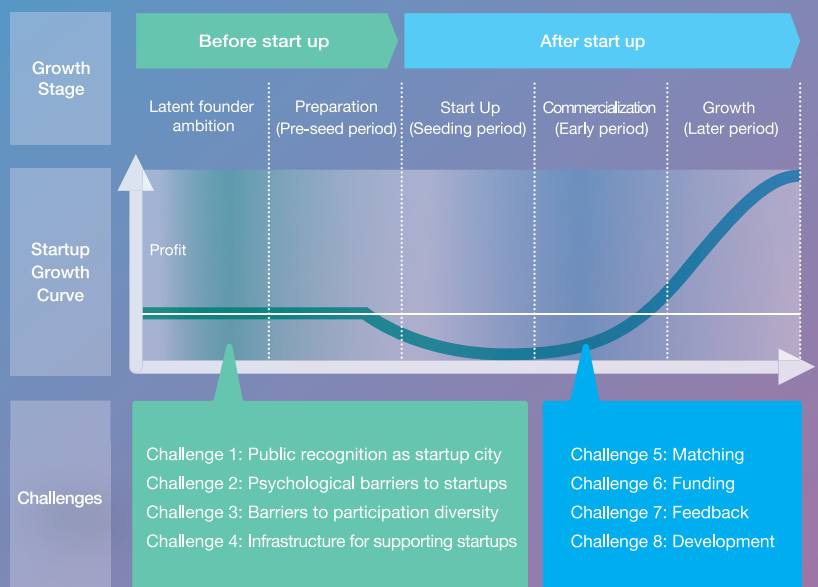 Growth
Stage
Before start up
After start up
Latent founder
ambition
Preparation
(Pre-seed period)
Start Up
(Seeding period)
Commercialization
(Early period)
Growth
(Later period)
Startup
Growth
Curve
Profit
Challenges
Challenge 1: Public recognition as startup city
Challenge 2: Psychological barriers to startups
Challenge 3: Barriers to participation diversity
Challenge 4: Infrastructure for supporting startups
Challenge 5: Matching
Challenge 6: Funding
Challenge 7: Feedback
Challenge 8: Development